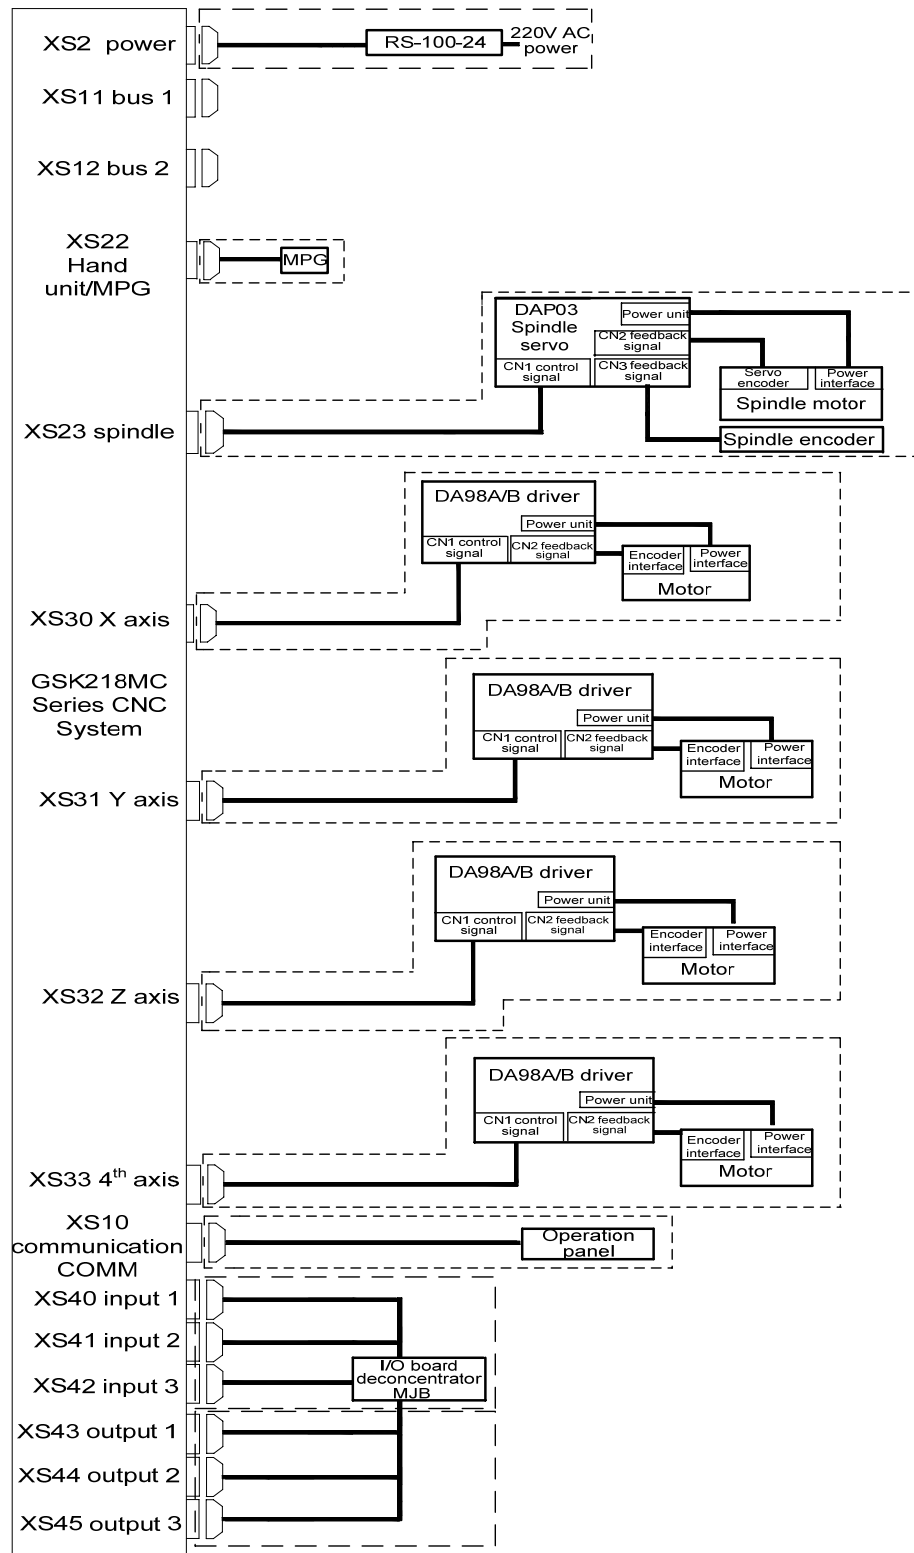 XS2 power
RS-100-24
220V AC
power
XS11 bus 1
XS12 bus 2
XS22
Hand
unit/MPG
MPG
DAP03
Spindle
servo
Power unit
CN2 feedback
signal
CN1 control
signal
CN3 feedback
signal
Servo
encoder
Power
interface
Spindle motor
Spindle encoder
XS23 spindle
DA98A/B driver
Power unit
CN1 control
signal
CN2 feedback
signal
Encoder
interface
Power
interface
Motor
XS30 X axis
GSK218MC
Series CNC
System
DA98A/B driver
Power unit
CN1 control
signal
CN2 feedback
signal
Encoder
interface
Power
interface
Motor
XS31 Y axis
DA98A/B driver
Power unit
CN1 control
signal
CN2 feedback
signal
Encoder
interface
Power
interface
Motor
XS32 Z axis
DA98A/B driver
Power unit
CN1 control
signal
CN2 feedback
signal
Encoder
interface
Power
interface
Motor
XS33 4th axis
XS10
communication
COMM
Operation
panel
XS40 input 1
XS41 input 2
XS42 input 3
I/O board
deconcentrator
MJB
XS43 output 1
XS44 output 2
XS45 output 3